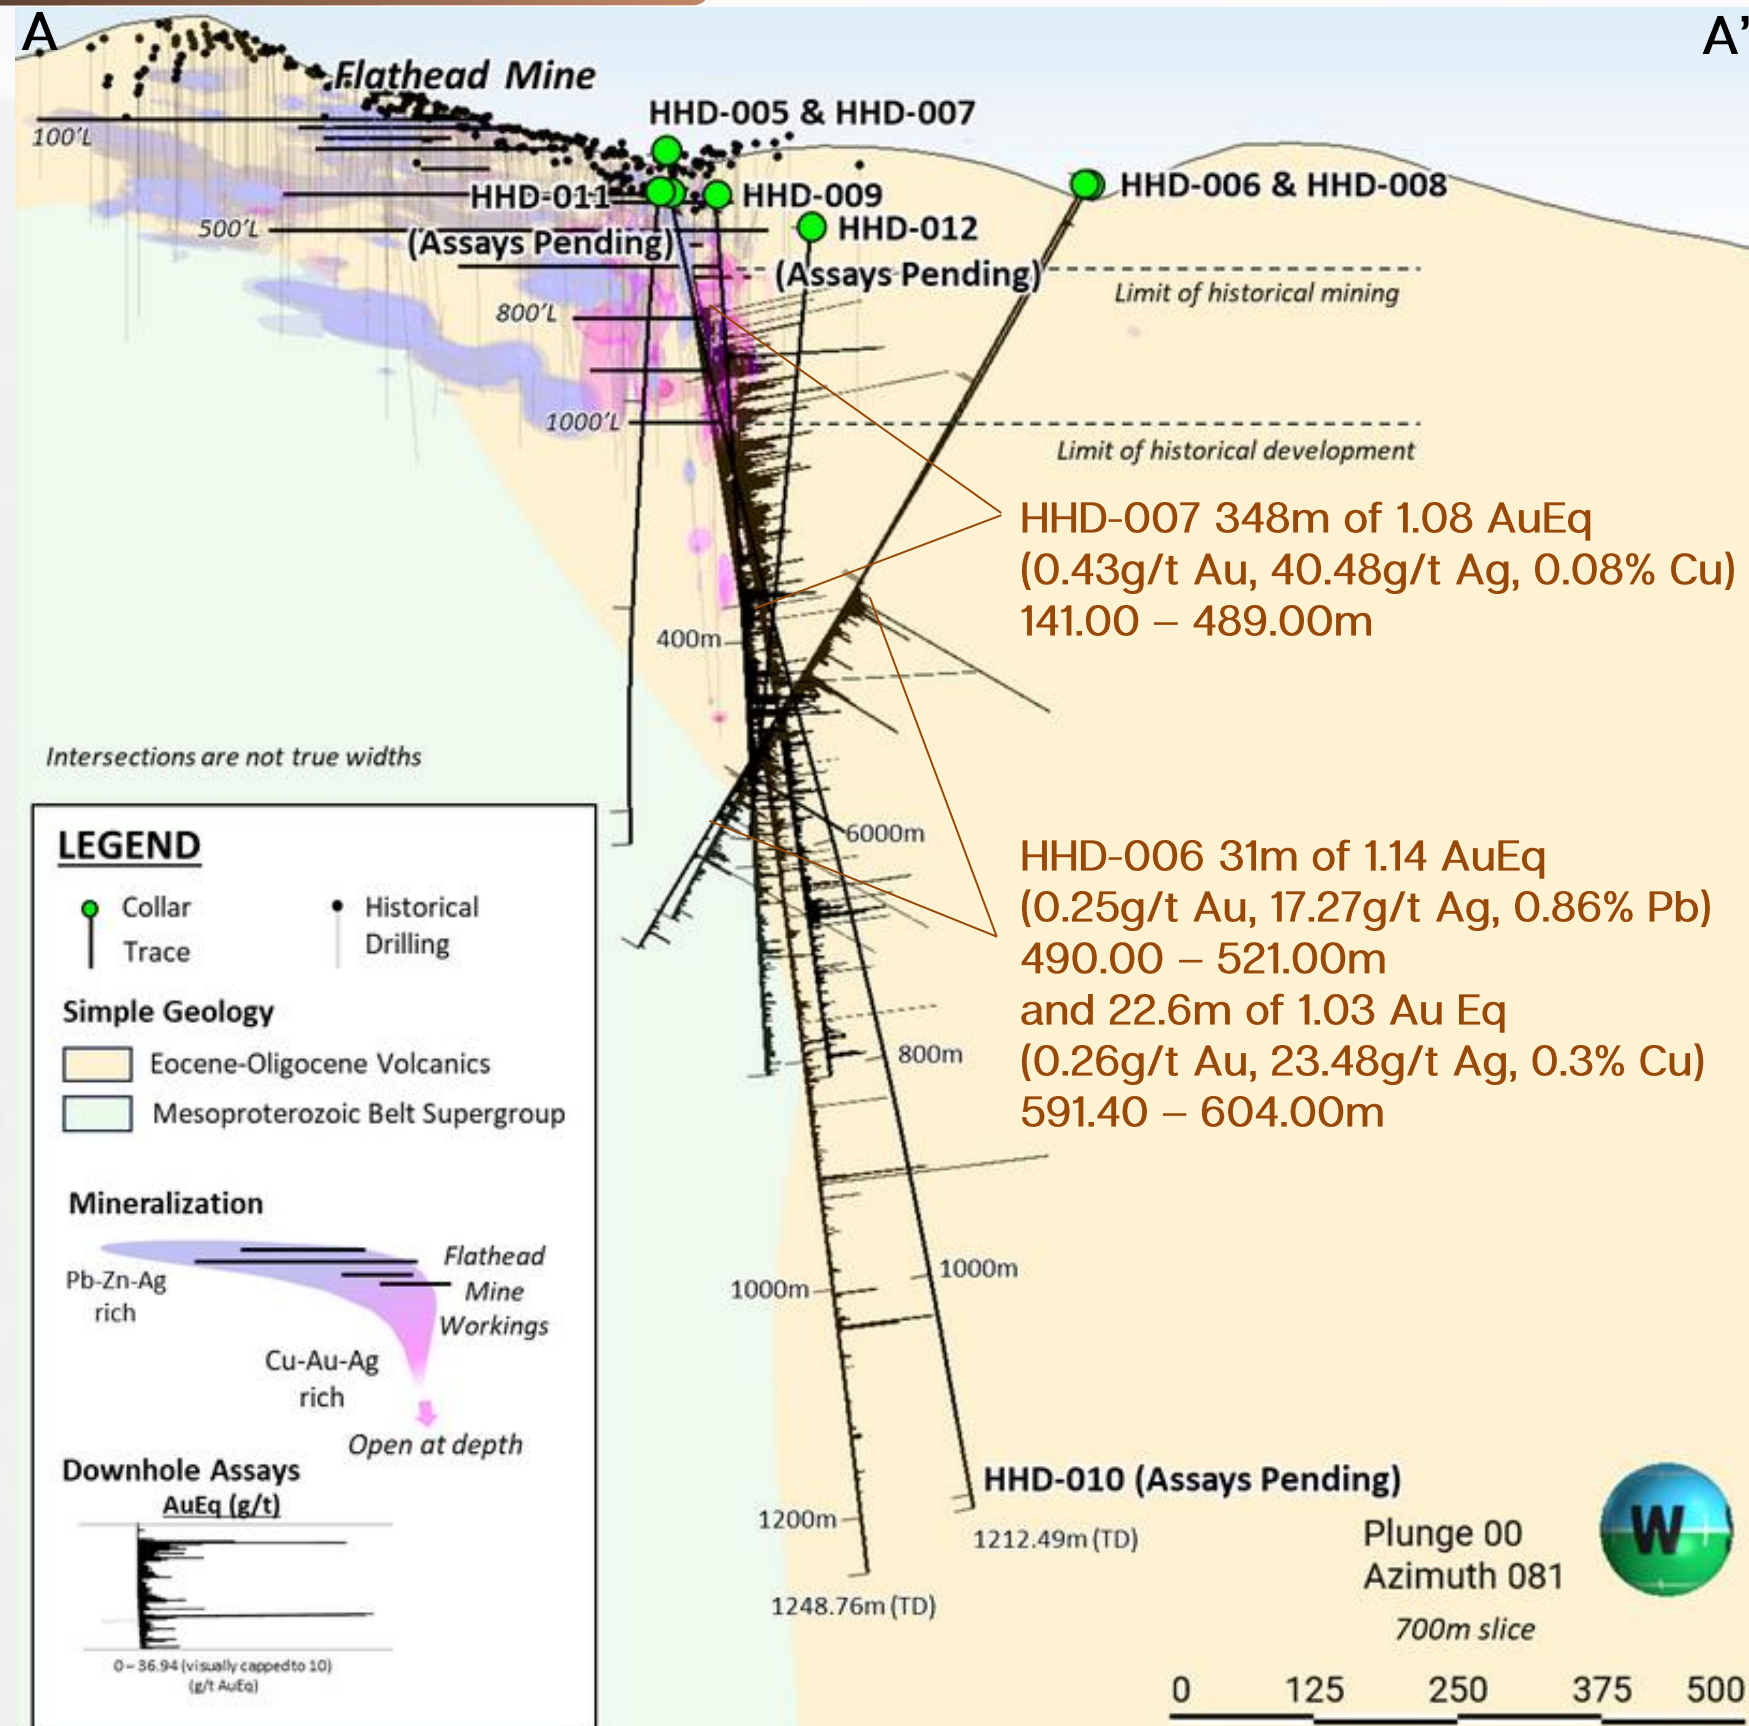 A
A'
Flathead Mine
HHD-005 & HHD-007
100'L
HHD-011
(Assays Pending)
HHD-009
HHD-006 & HHD-008
HHD-012
(Assays Pending)
500'L
Limit of historical mining
800'L
1000'L
Limit of historical development
HHD-007 348m of 1.08 AuEq
(0.43g/t Au, 40.48g/t Ag, 0.08% Cu)
141.00 – 489.00m
400m
Intersections are not true widths
6000m
HHD-006 31m of 1.14 AuEq
(0.25g/t Au, 17.27g/t Ag, 0.86% Pb)
490.00 – 521.00m
and 22.6m of 1.03 Au Eq
(0.26g/t Au, 23.48g/t Ag, 0.3% Cu)
591.40 – 604.00m
800m
1000m
1000m
HHD-010 (Assays Pending)
1212.49m (TD)
1200m
1248.76m (TD)
LEGEND
Collar
Trace
Historical
Drilling
Simple Geology
Eocene-Oligocene Volcanics
Mesoproterozoic Belt Supergroup
Mineralization
Flathead
Mine
Workings
Pb-Zn-Ag
rich
Cu-Au-Ag
rich
Open at depth
Downhole Assays
AuEq (g/t)
0 – 36.94 (visually capped to 10)
(g/t AuEq)
Plunge 00
Azimuth 081
W
700m slice
0 125 250 375 500